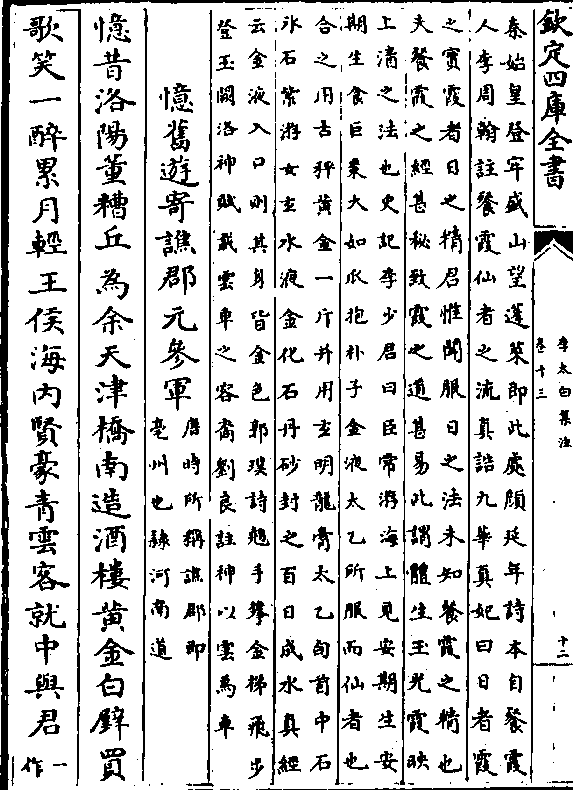 欽定四庫全書
李太白集注
卷十三
十二
秦始皇登牢盛山望蓬萊即此處顔延年詩本自餐霞
人李周翰註餐霞仙者之流真誥九華真妃曰日者霞
之實霞者日之精君惟聞服日之法未知餐霞之精也
夫餐霞之經甚秘致霞之道甚易此謂體生玉光霞映
上清之法也史記李少君曰臣常游海上見安期生安
期生食巨棗大如瓜抱朴子金液太乙所服而仙者也
合之用古秤黄金一斤并用玄明龍膏太乙旬首中石
氷石紫游女玄水液金化石丹砂封之百日成水真經
云金液入口則其身皆金色郭璞詩翹手攀金梯飛步
登玉闕洛神賦載雲車之容裔劉良註神以雲為車
憶舊遊寄譙郡元參軍
唐時所稱譙郡即
亳州也隷河南道
憶昔洛陽董糟丘為余天津橋南造酒樓黄金白璧買
歌笑一醉累月輕王侯海内賢豪青雲客就中與君一作